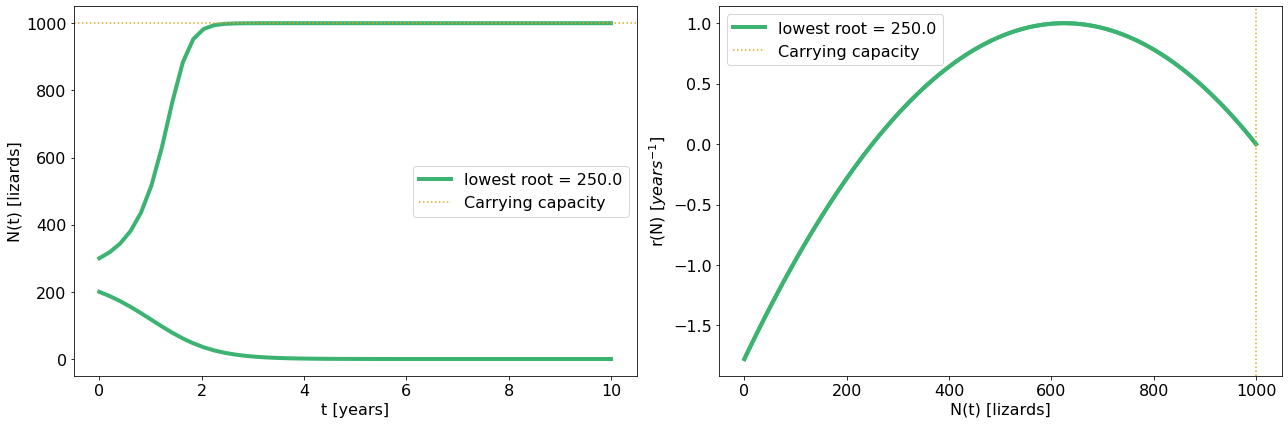 1000
800
600
400
200
0
N(t) [lizards]
lowest root = 250.0
Carrying capacity
0 2 4 6 8 10
t [years]
lowest root = 250.0
Carrying capacity
1.0
0.5
0.0
−0.5
−1.0
−1.5
r(N) [years⁻¹]
0 200 400 600 800 1000
N(t) [lizards]